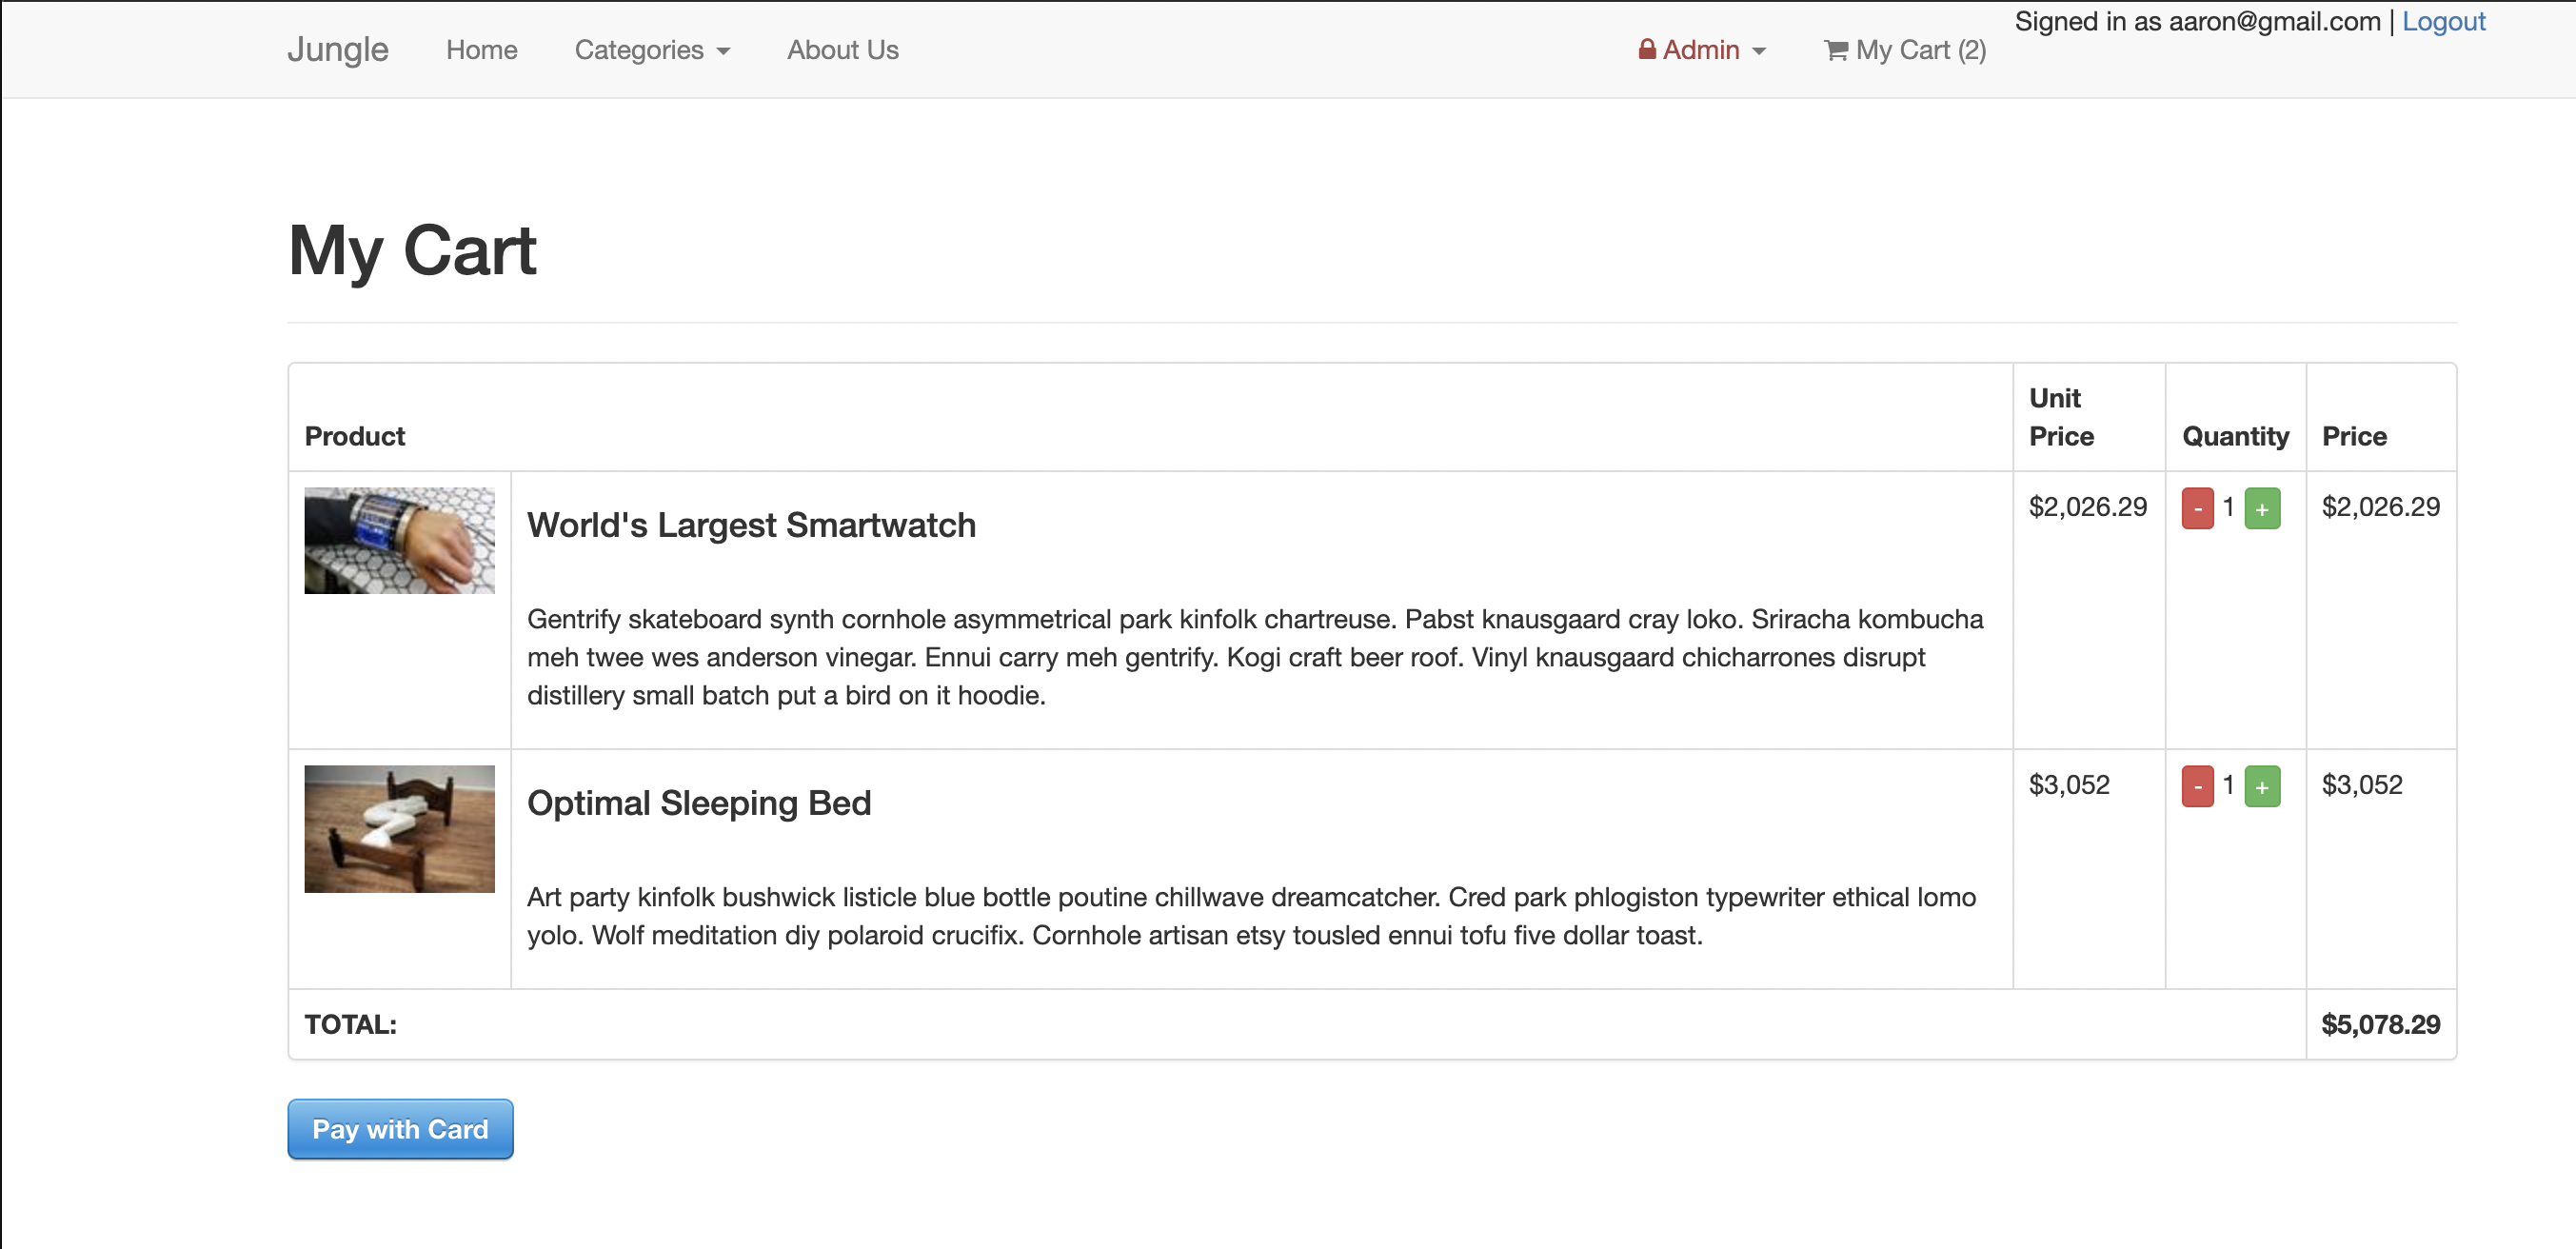 Signed in as aaron@gmail.com | Logout
Jungle Home Categories About Us Admin My Cart (2)
My Cart
Product Unit Price Quantity Price
World's Largest Smartwatch $2,026.29 - 1 + $2,026.29
Gentrify skateboard synth cornhole asymmetrical park kinfolk chartreuse. Pabst knausgaard cray loko. Sriracha kombucha
meh twee wes anderson vinegar. Ennui carry meh gentrify. Kogi craft beer roof. Vinyl knausgaard chicharrones disrupt
distillery small batch put a bird on it hoodie.
Optimal Sleeping Bed $3,052 - 1 + $3,052
Art party kinfolk bushwick listicle blue bottle poutine chillwave dreamcatcher. Cred park phlogiston typewriter ethical lomo
yolo. Wolf meditation diy polaroid crucifix. Cornhole artisan etsy tousled ennui tofu five dollar toast.
TOTAL: $5,078.29
Pay with Card